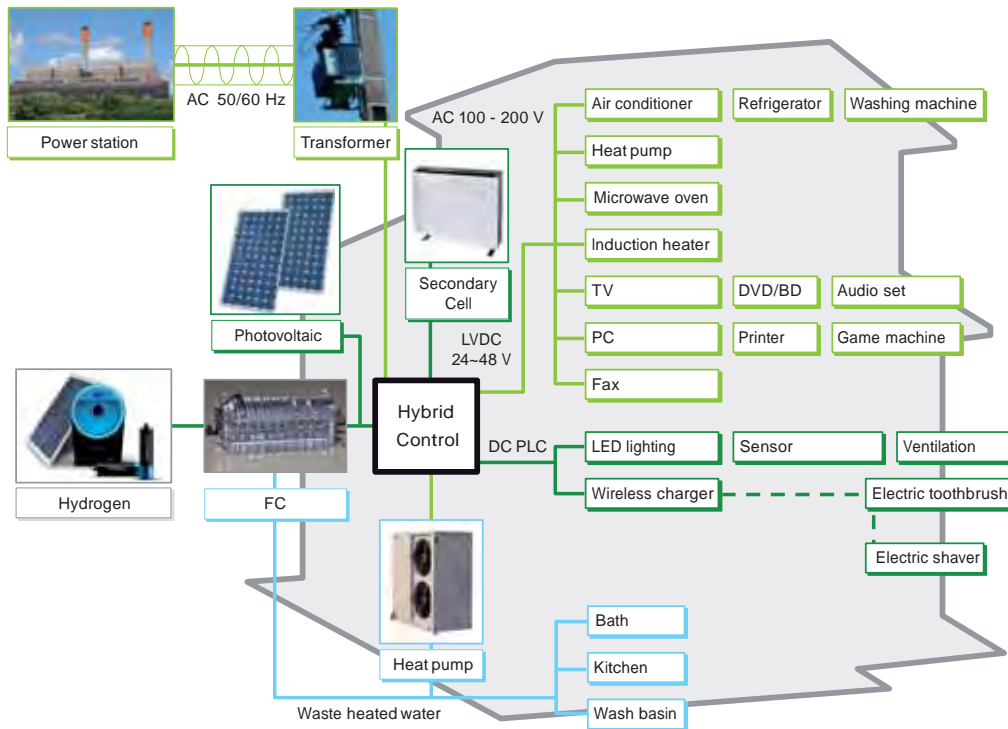 AC 50/60 Hz
Power station
Transformer
AC 100 - 200 V
Air conditioner
Refrigerator
Washing machine
Heat pump
Microwave oven
Induction heater
TV
DVD/BD
Audio set
PC
Printer
Game machine
Fax
Secondary
Cell
Photovoltaic
LVDC
24~48 V
Hybrid
Control
DC PLC
LED lighting
Sensor
Ventilation
Wireless charger
Electric toothbrush
Electric shaver
Hydrogen
FC
Heat pump
Bath
Kitchen
Wash basin
Waste heated water